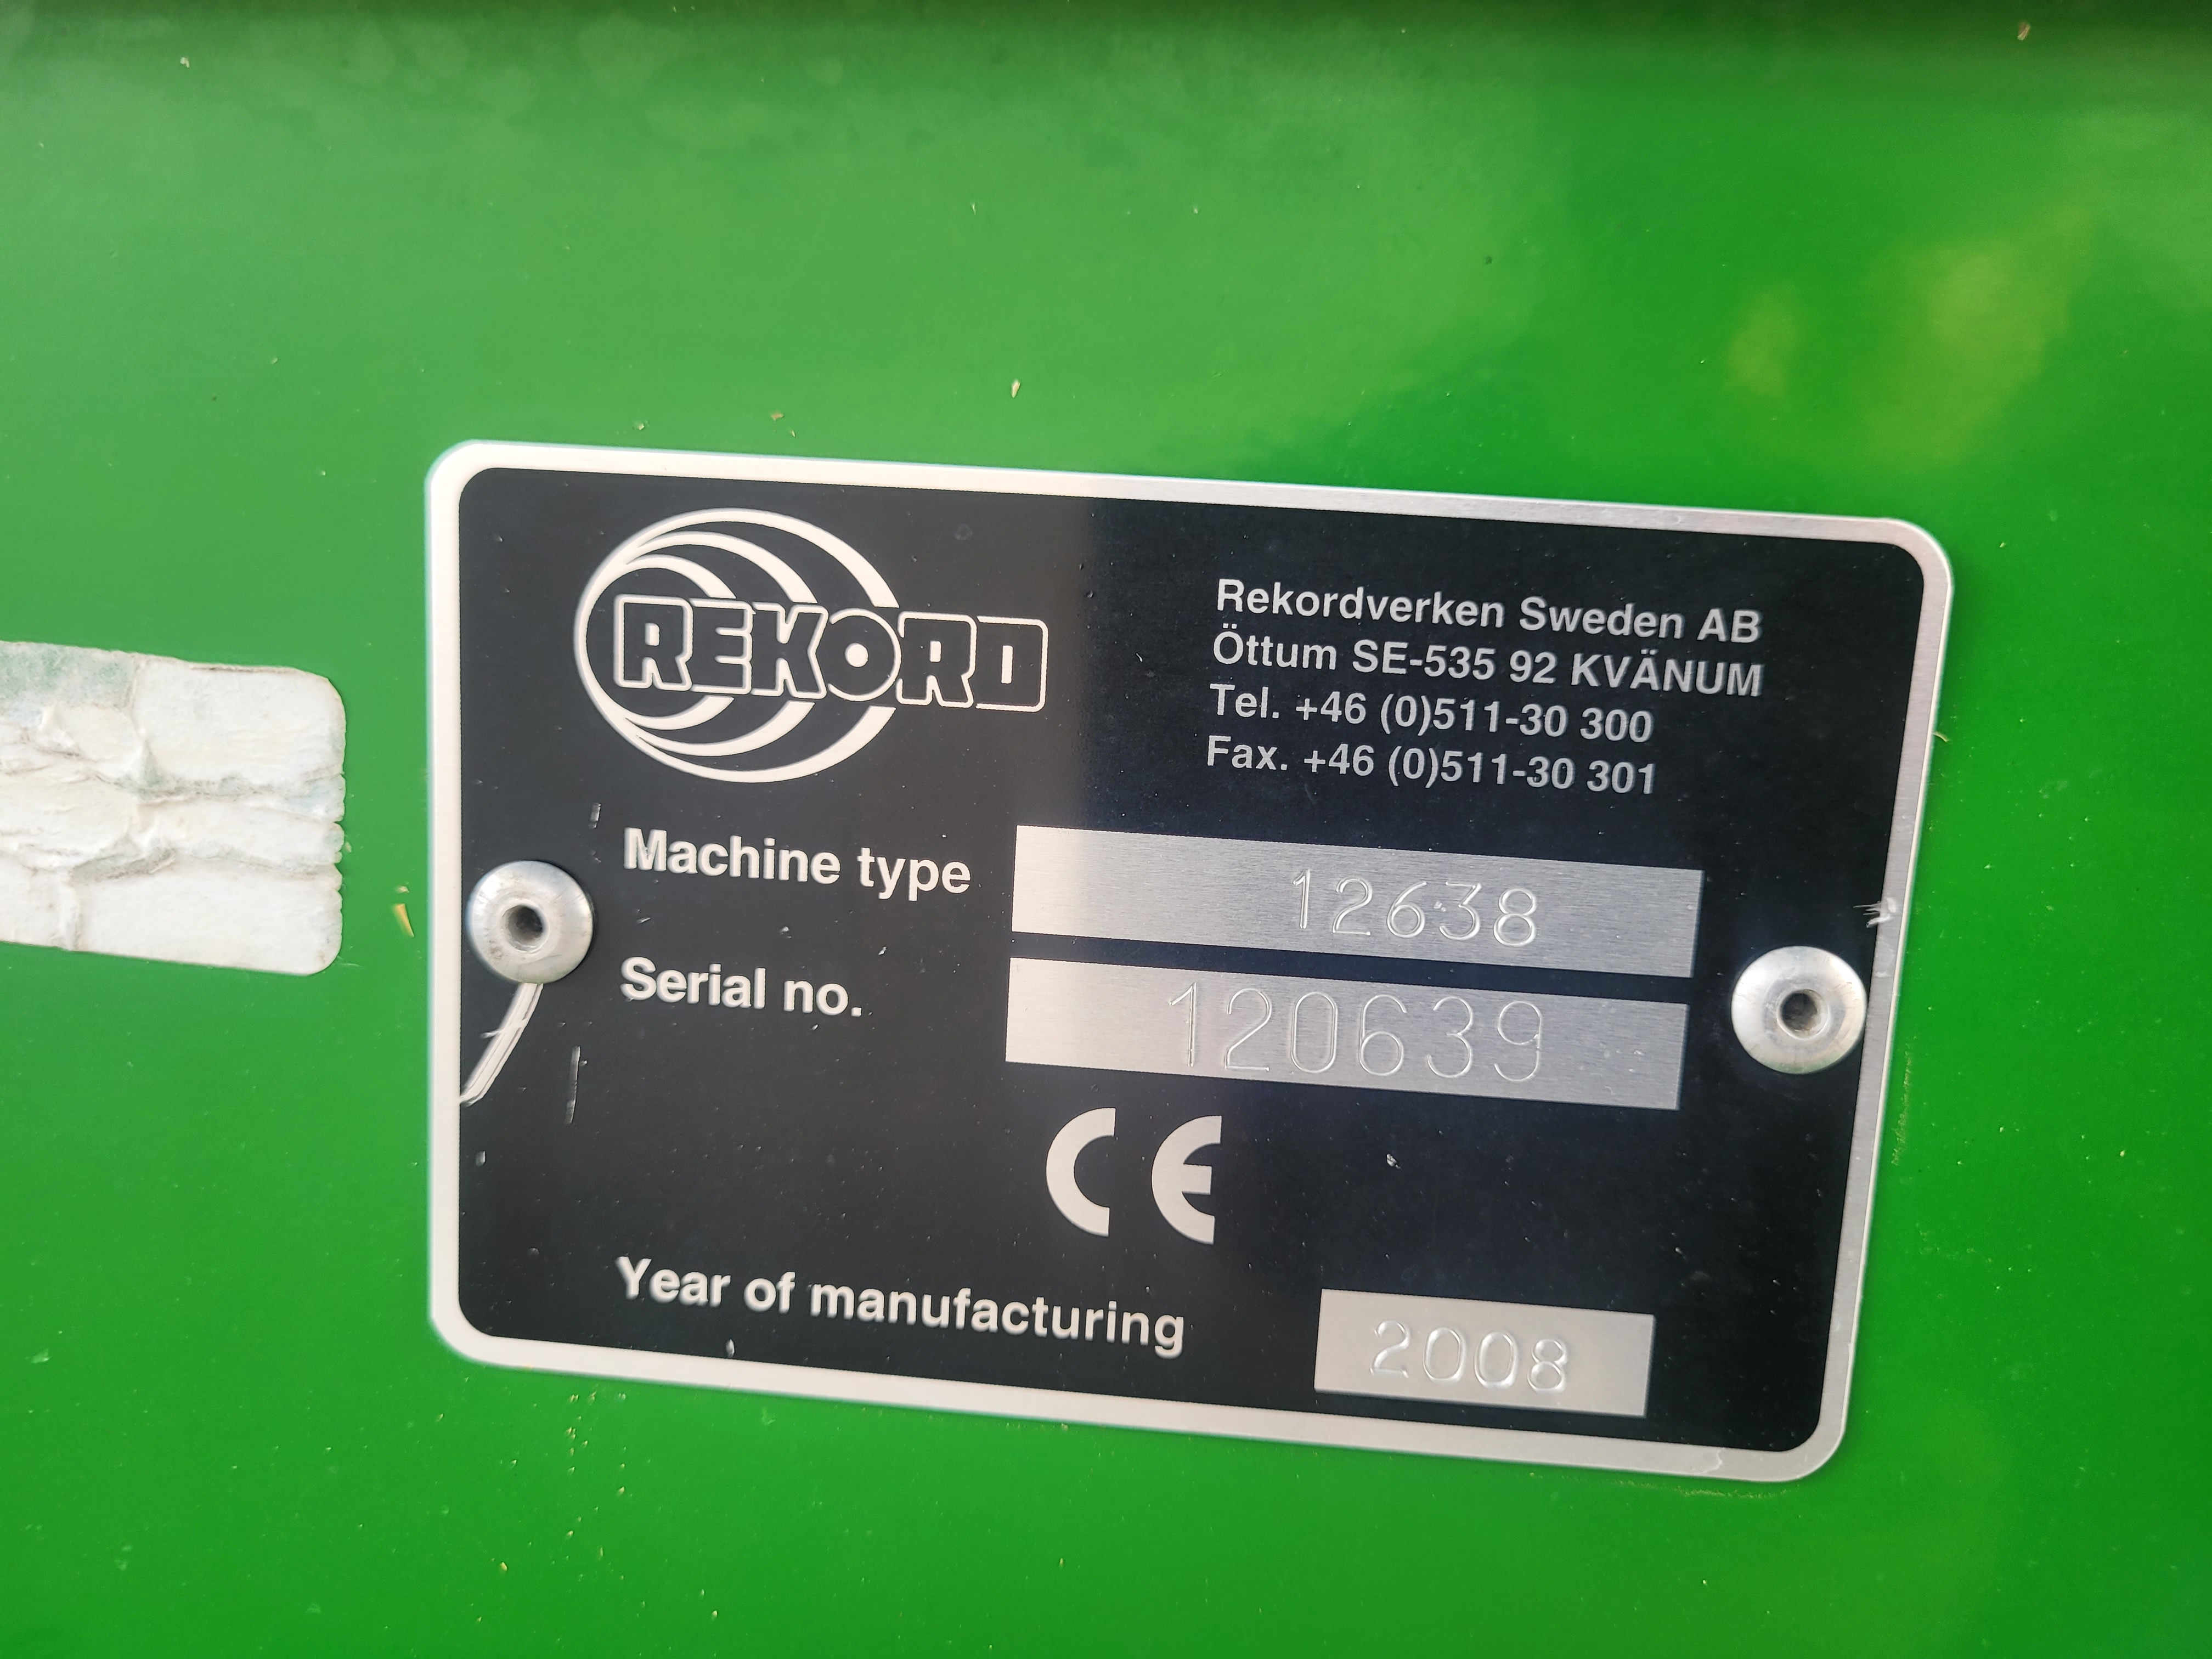 REKORD
Rekordverken Sweden AB
Öttum SE-535 92 KVÄNUM
Tel. +46 (0)511-30 300
Fax. +46 (0)511-30 301
Machine type 12638
Serial no. 120639
CE
Year of manufacturing 2008